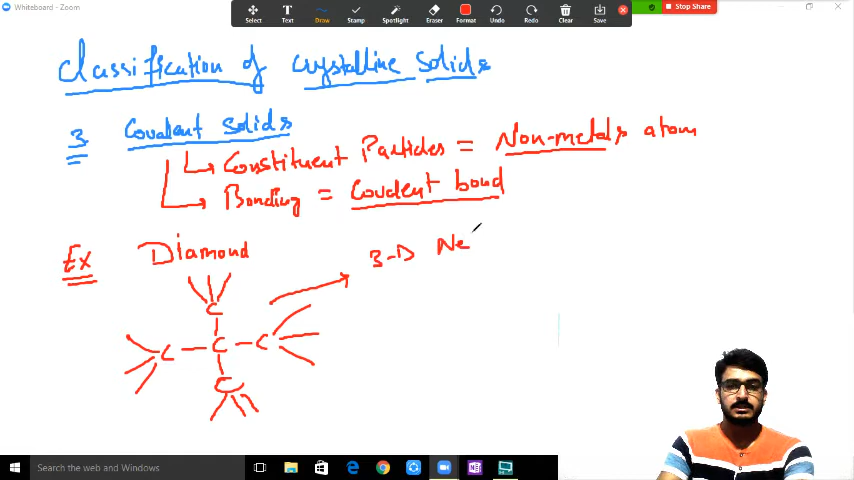 Whiteboard - Zoom
Select Text Draw Stamp Spotlight Eraser Format Undo Redo Clear Save
Stop Share
Classification of crystalline solids
3 Covalent solids
Constituent Particles = Non-metals atom
Bonding = Covalent bond
Ex Diamond
3-D Ne
C
C C C
C
Search the web and Windows